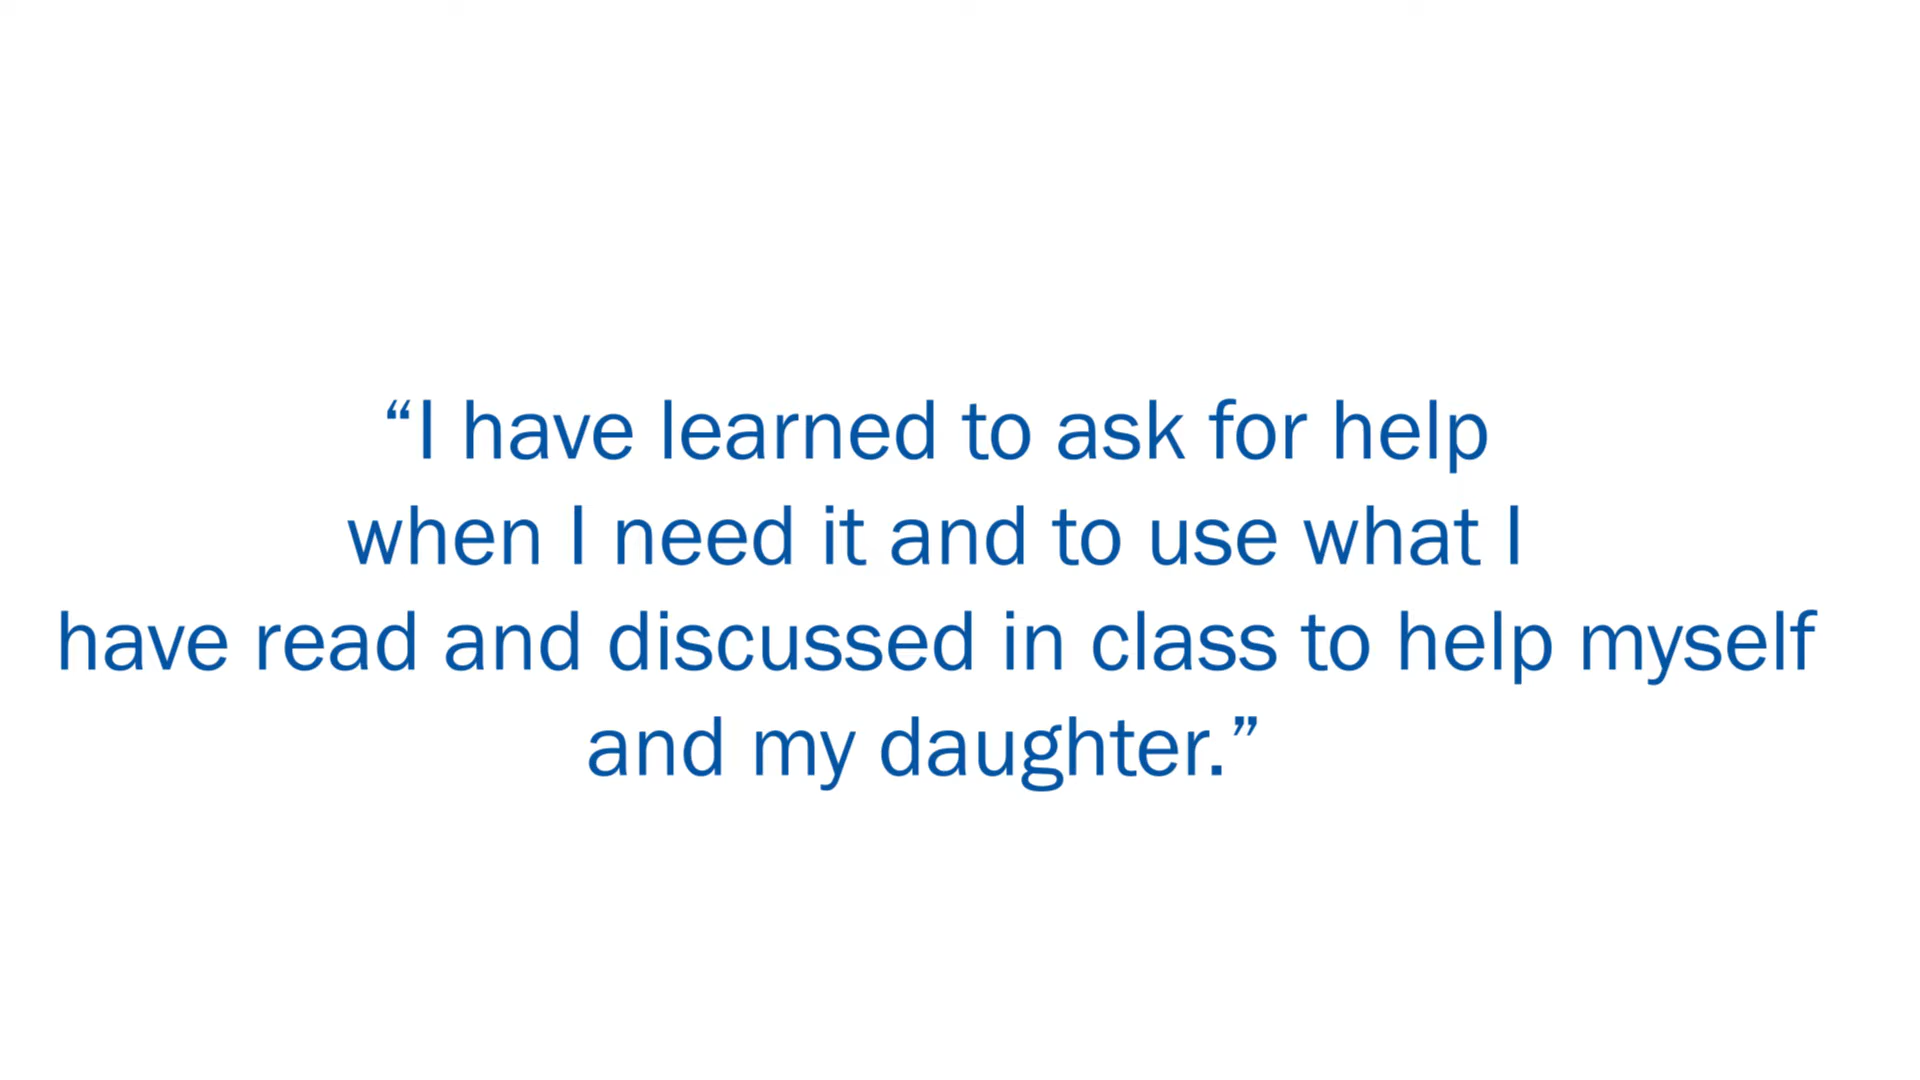 “I have learned to ask for help
when I need it and to use what I
have read and discussed in class to help myself
and my daughter.”